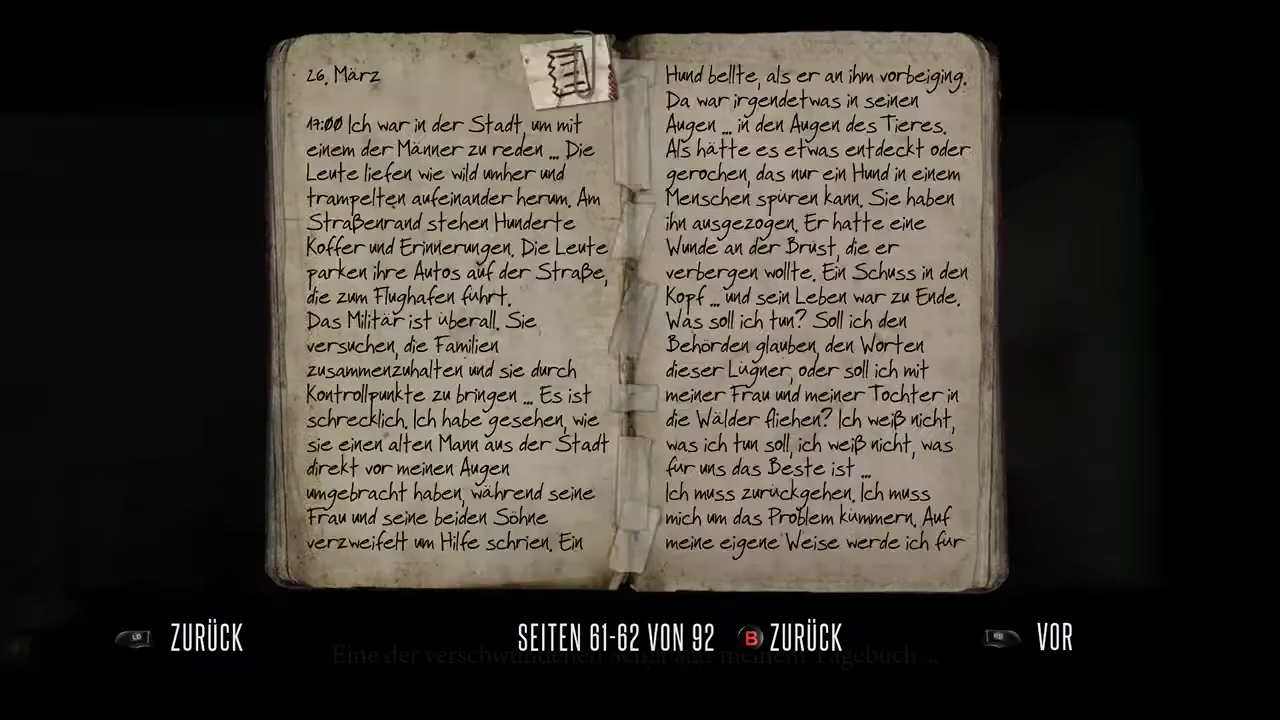 26. März
17:00 Ich war in der Stadt, um mit
einem der Männer zu reden ... Die
Leute liefen wie wild umher und
trampelten aufeinander herum. Am
Straßenrand stehen Hunderte
Koffer und Erinnerungen. Die Leute
parken ihre Autos auf der Straße,
die zum Flughafen führt.
Das Militär ist überall. Sie
versuchen, die Familien
zusammenzuhalten und sie durch
Kontrollpunkte zu bringen ... Es ist
schrecklich. Ich habe gesehen, wie
sie einen alten Mann aus der Stadt
direkt vor meinen Augen
umgebracht haben, während seine
Frau und seine beiden Söhne
verzweifelt um Hilfe schrien. Ein
Hund bellte, als er an ihm vorbeiging.
Da war irgendetwas in seinen
Augen ... in den Augen des Tieres.
Als hätte es etwas entdeckt oder
gerochen, das nur ein Hund in einem
Menschen spüren kann. Sie haben
ihn ausgezogen. Er hatte eine
Wunde an der Brust, die er
verbergen wollte. Ein Schuss in den
Kopf ... und sein Leben war zu Ende.
Was soll ich tun? Soll ich den
Behörden glauben, den Worten
dieser Lügner, oder soll ich mit
meiner Frau und meiner Tochter in
die Wälder fliehen? Ich weiß nicht,
was ich tun soll, ich weiß nicht, was
für uns das Beste ist ...
Ich muss zurückgehen. Ich muss
mich um das Problem kümmern. Auf
meine eigene Weise werde ich für
LB ZURÜCK SEITEN 61-62 VON 92 B ZURÜCK RB VOR
Eine der verschwundenen Seiten aus meinem Tagebuch ...